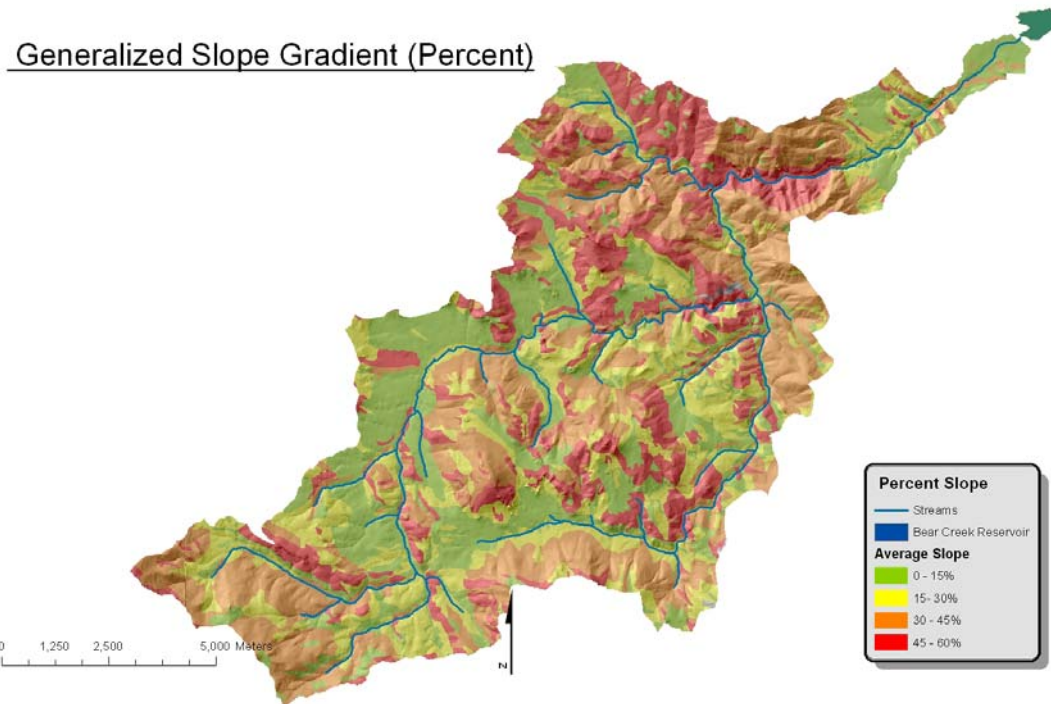 Generalized Slope Gradient (Percent)
Percent Slope
Streams
Bear Creek Reservoir
Average Slope
0 - 15%
15- 30%
30 - 45%
45 - 60%
0 1,250 2,500 5,000 Meters
N